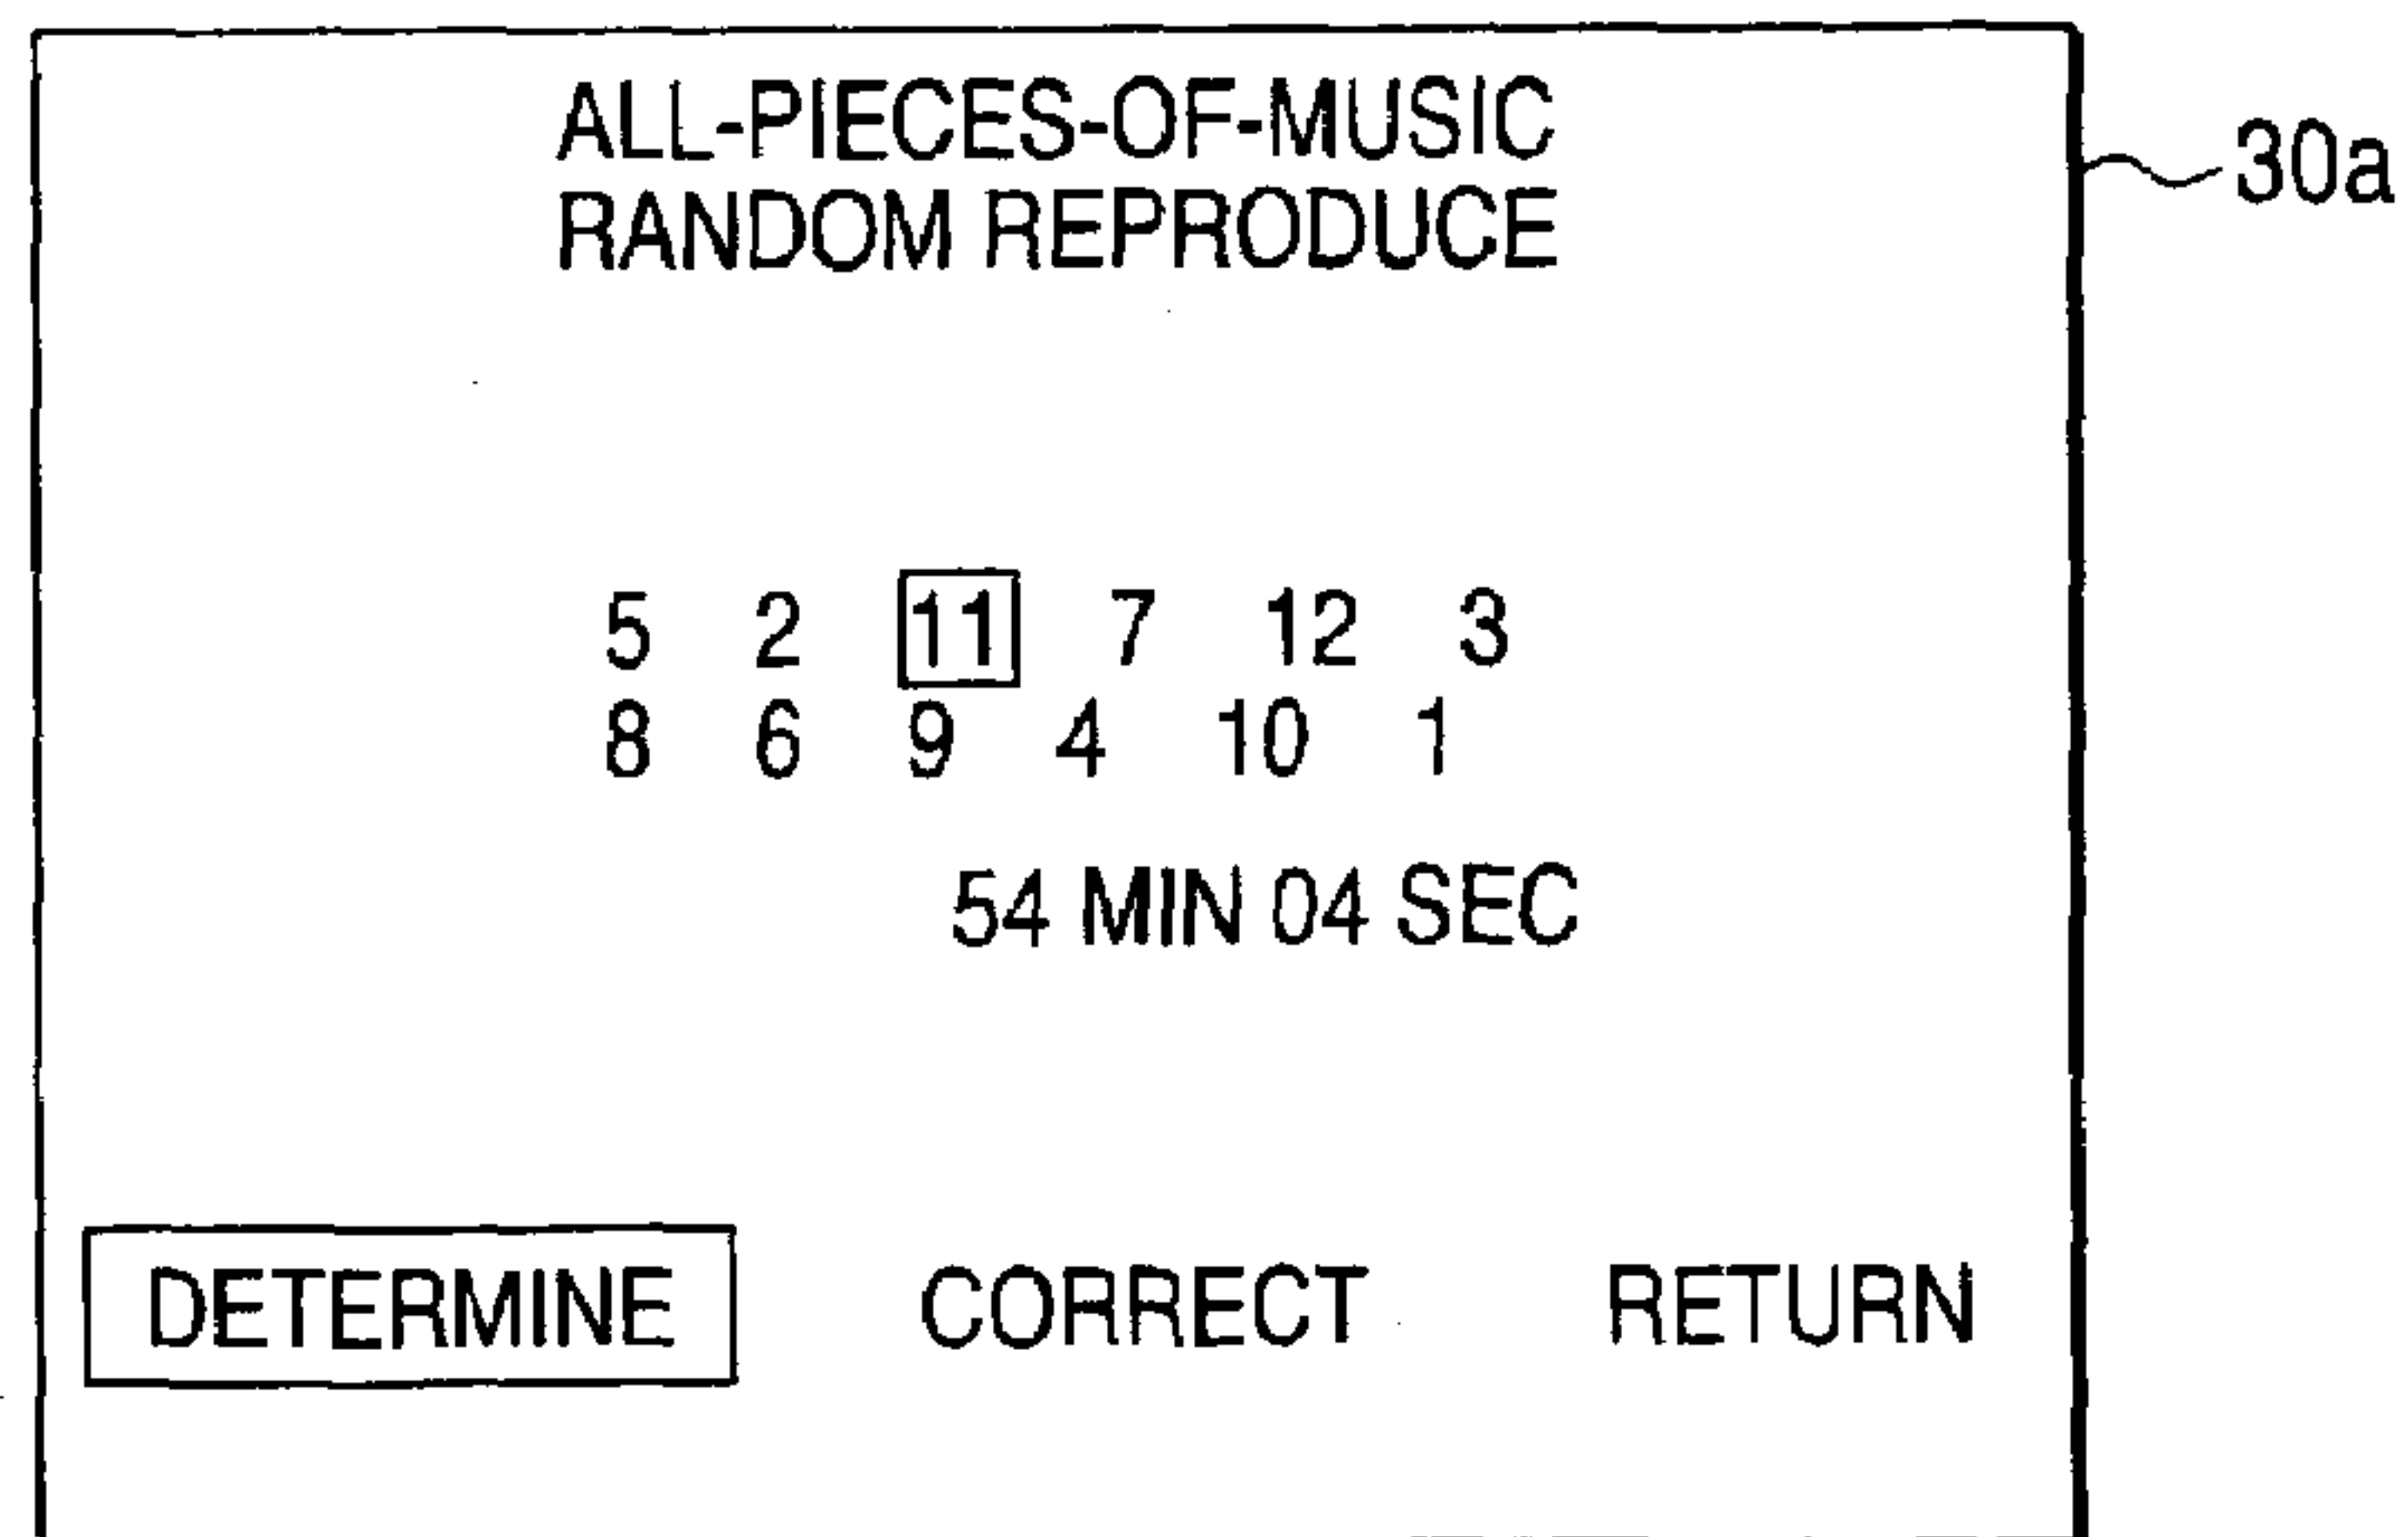 ALL-PIECES-OF-MUSIC
RANDOM REPRODUCE
30a
5 2 11 7 12 3
8 6 9 4 10 1
54 MIN 04 SEC
DETERMINE CORRECT RETURN